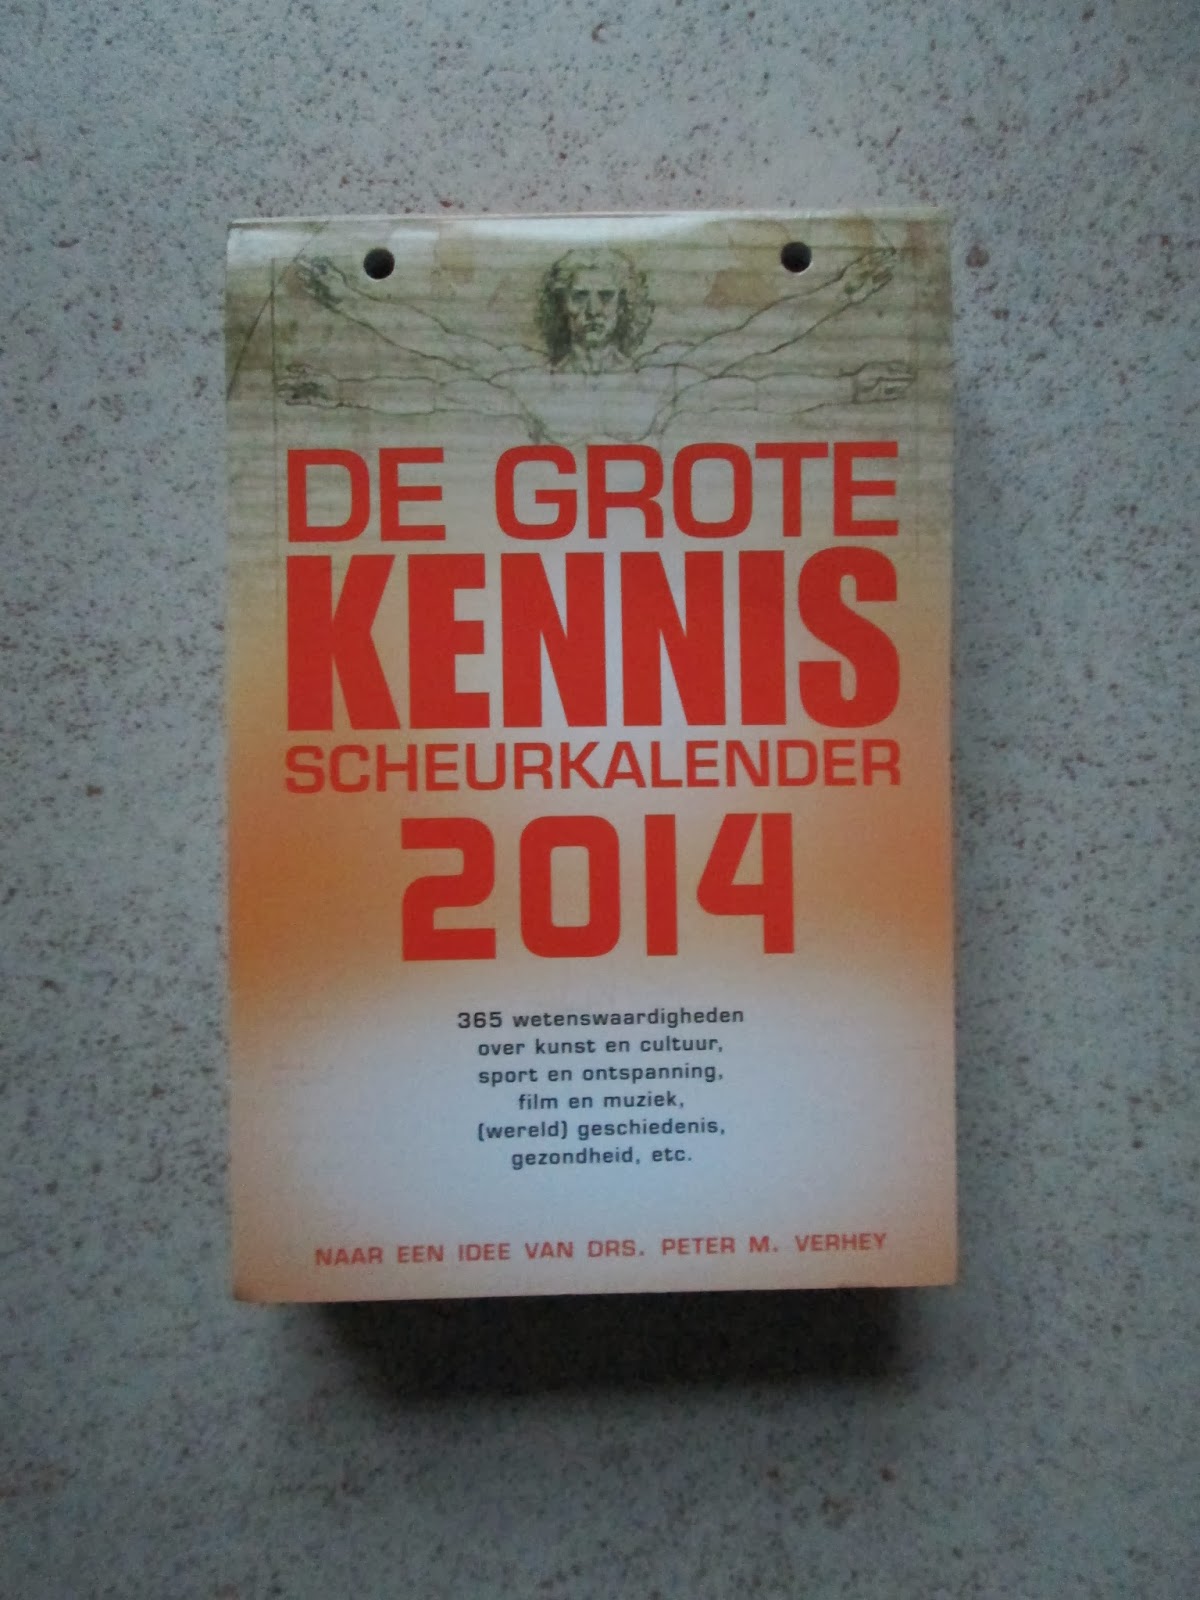 DE GROTE
KENNIS
SCHEURKALENDER
2014
365 wetenswaardigheden
over kunst en cultuur,
sport en ontspanning,
film en muziek,
(wereld) geschiedenis,
gezondheid, etc.
NAAR EEN IDEE VAN DRS. PETER M. VERHEY